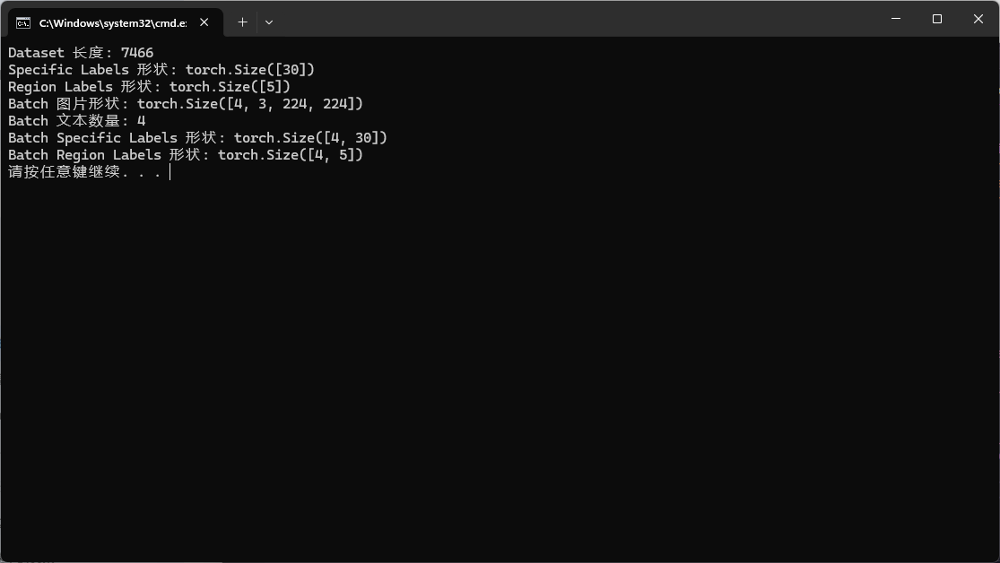 C:\Windows\system32\cmd.e:
Dataset 长度: 7466
Specific Labels 形状: torch.Size([30])
Region Labels 形状: torch.Size([5])
Batch 图片形状: torch.Size([4, 3, 224, 224])
Batch 文本数量: 4
Batch Specific Labels 形状: torch.Size([4, 30])
Batch Region Labels 形状: torch.Size([4, 5])
请按任意键继续. . .